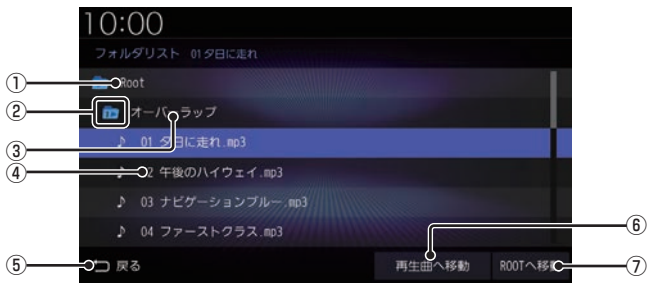 10:00
フォルダリスト 01夕日に走れ
① Root
② オーバーラップ
③ 01 夕日に走れ.mp3
④ 02 午後のハイウェイ.mp3
03 ナビゲーションブルー.mp3
04 ファーストクラス.mp3
⑤ 戻る
再生曲へ移動 ⑥
ROOTへ移動 ⑦